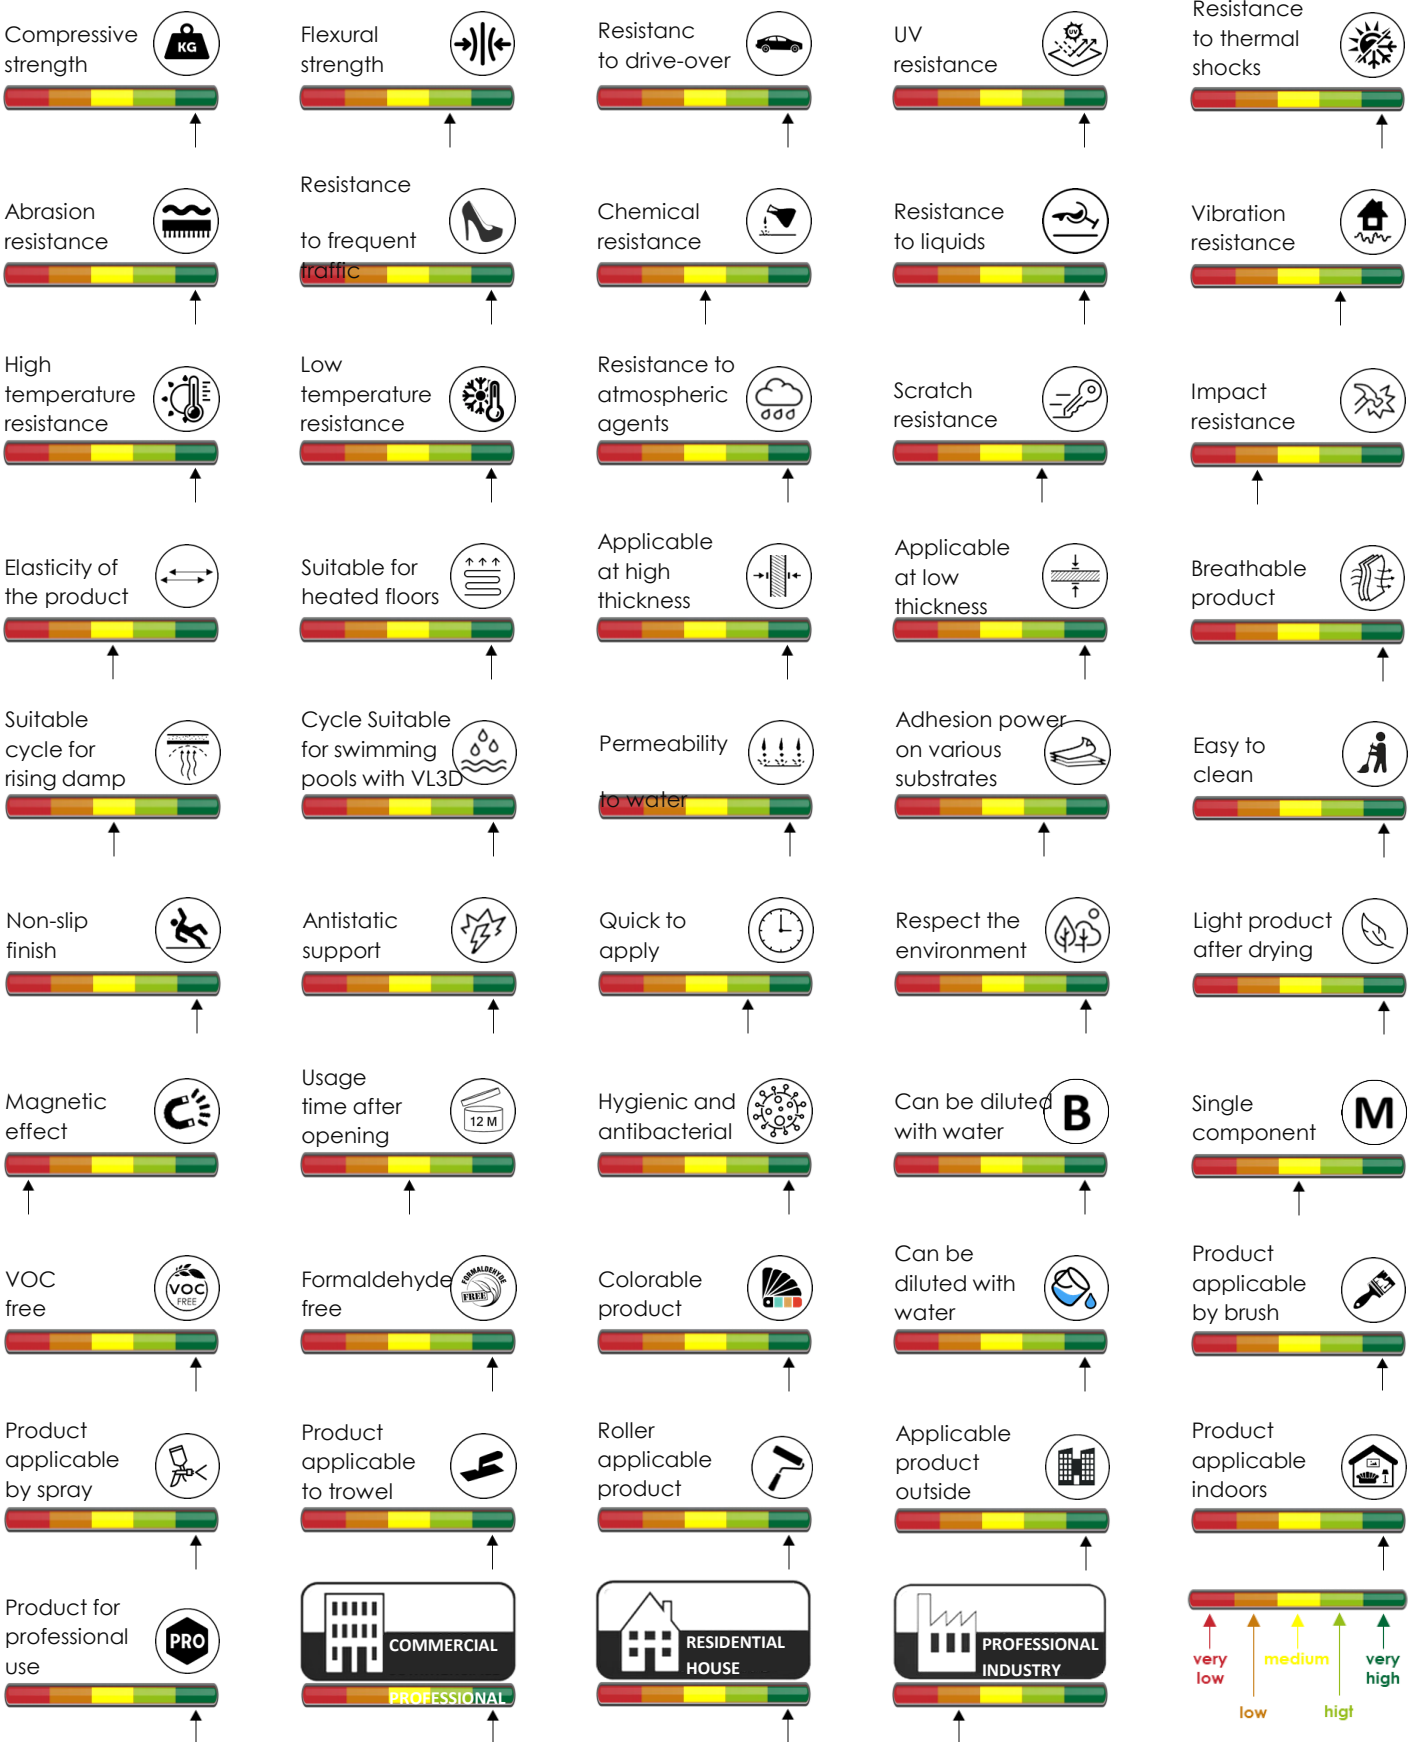 Compressive
strength
KG
Flexural
strength
Resistanc
to drive-over
UV
resistance
UV
Resistance
to thermal
shocks
Abrasion
resistance
Resistance
to frequent
traffic
Chemical
resistance
Resistance
to liquids
Vibration
resistance
High
temperature
resistance
Low
temperature
resistance
Resistance to
atmospheric
agents
Scratch
resistance
Impact
resistance
Elasticity of
the product
Suitable for
heated floors
Applicable
at high
thickness
Applicable
at low
thickness
Breathable
product
Suitable
cycle for
rising damp
Cycle Suitable
for swimming
pools with VL3D
Permeability
to water
Adhesion power
on various
substrates
Easy to
clean
Non-slip
finish
Antistatic
support
Quick to
apply
Respect the
environment
Light product
after drying
Magnetic
effect
Usage
time after
opening
12 M
Hygienic and
antibacterial
Can be diluted
with water
B
Single
component
M
VOC
free
VOC
FREE
Formaldehyde
free
FORMALDEHYDE
FREE
Colorable
product
Can be
diluted with
water
Product
applicable
by brush
Product
applicable
by spray
Product
applicable
to trowel
Roller
applicable
product
Applicable
product
outside
Product
applicable
indoors
Product for
professional
use
PRO
COMMERCIAL
PROFESSIONAL
RESIDENTIAL
HOUSE
PROFESSIONAL
INDUSTRY
very
low
low
medium
higt
very
high